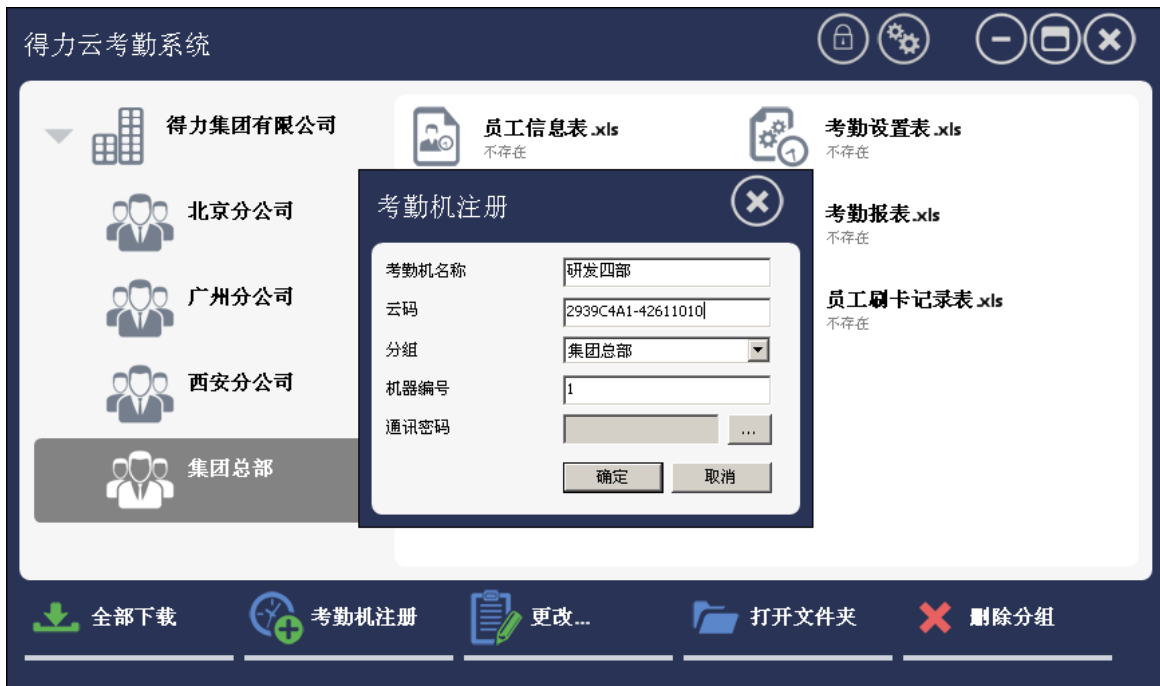 得力云考勤系统
得力集团有限公司
员工信息表.xls
不存在
考勤设置表.xls
不存在
北京分公司
考勤报表.xls
不存在
广州分公司
员工刷卡记录表.xls
不存在
西安分公司
集团总部
考勤机注册
考勤机名称 研发四部
云码 2939C4A1-42611010
分组 集团总部
机器编号 1
通讯密码 ...
确定 取消
全部下载 考勤机注册 更改... 打开文件夹 删除分组